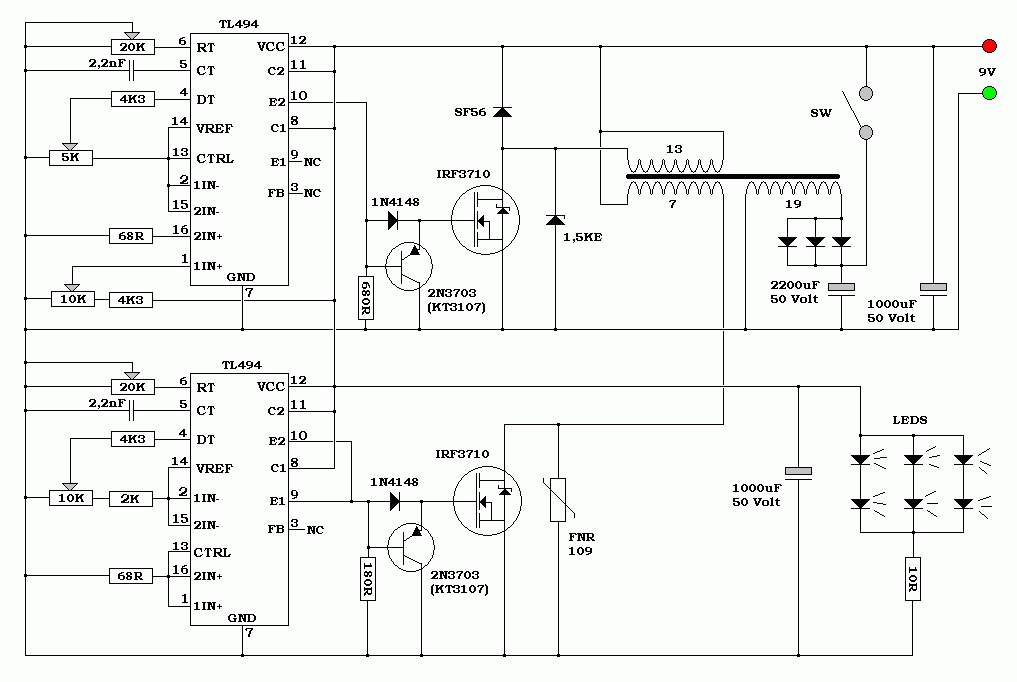 TL494
6 RT VCC 12
20K
2,2nF 5 CT C2 11
9V
4 DT E2 10
4K3
SF56
SW
14 VREF C1 8
13
5K 13 CTRL E1 9 NC
IRF3710
2 1IN- FB 3 NC
1N4148
7 19
15 2IN-
68R 16 2IN+
1,5KE
1 1IN+
GND
7
680R
2N3703
(KT3107)
2200uF
50 Volt
10K 4K3
1000uF
50 Volt
TL494
6 RT VCC 12
20K
2,2nF 5 CT C2 11
LEDS
4 DT E2 10
4K3
IRF3710
14 VREF C1 8
1N4148
10K 2K 2 1IN- E1 9
1000uF
50 Volt
15 2IN- FB 3 NC
FNR
109
13 CTRL
68R 16 2IN+
180R
2N3703
(KT3107)
10R
1 1IN+
GND
7